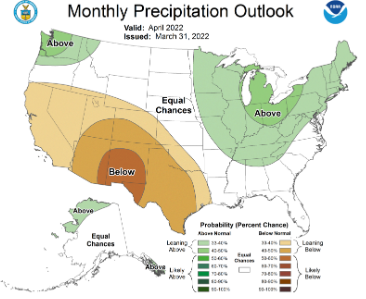 Monthly Precipitation Outlook
Valid: April 2022
Issued: March 31, 2022
Above
Equal
Chances
Above
Below
Above
Equal
Chances
Above
Probability (Percent Chance)
Above Normal
Below Normal
Leaning
Above
Likely
Above
33-40%
40-50%
50-60%
60-70%
70-80%
80-90%
90-100%
Equal
Chances
33-40%
40-50%
50-60%
60-70%
70-80%
80-90%
90-100%
Leaning
Below
Likely
Below